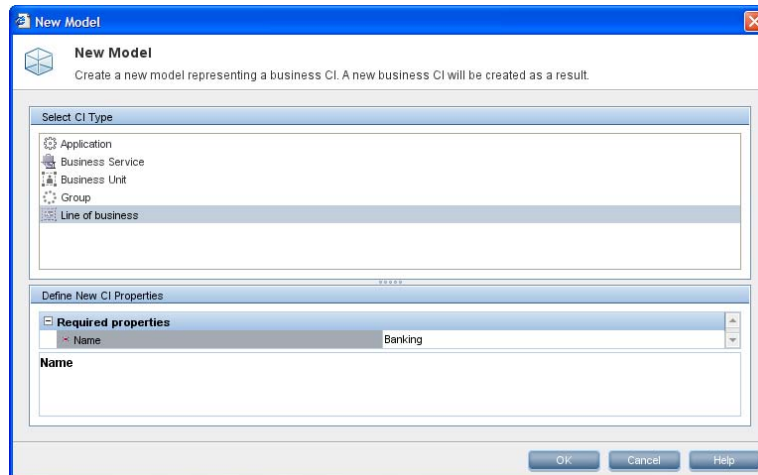 New Model
New Model
Create a new model representing a business CI. A new business CI will be created as a result.
Select CI Type
Application
Business Service
Business Unit
Group
Line of business
Define New CI Properties
Required properties
* Name Banking
Name
OK Cancel Help